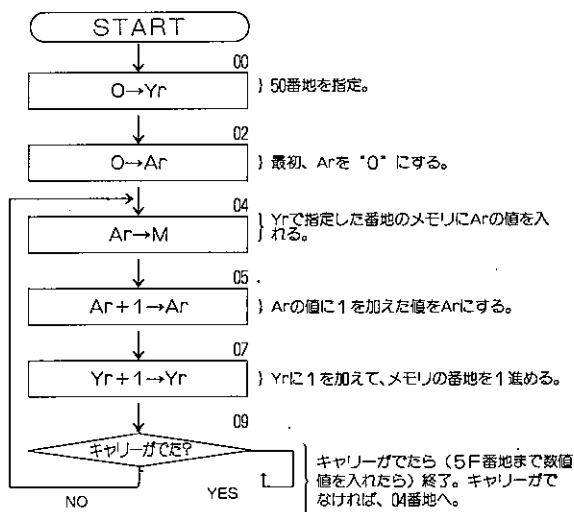 START
00
0→Yr
} 50番地を指定。
02
0→Ar
} 最初、Arを "0" にする。
04
Ar→M
} Yrで指定した番地のメモリにArの値を入
れる。
05
Ar+1→Ar
} Arの値に1を加えた値をArにする。
07
Yr+1→Yr
} Yrに1を加えて、メモリの番地を1進める。
09
キャリーがでた?
NO
YES
キャリーがでたら（5F番地まで数値
値を入れたら）終了。キャリーがで
なければ、04番地へ。